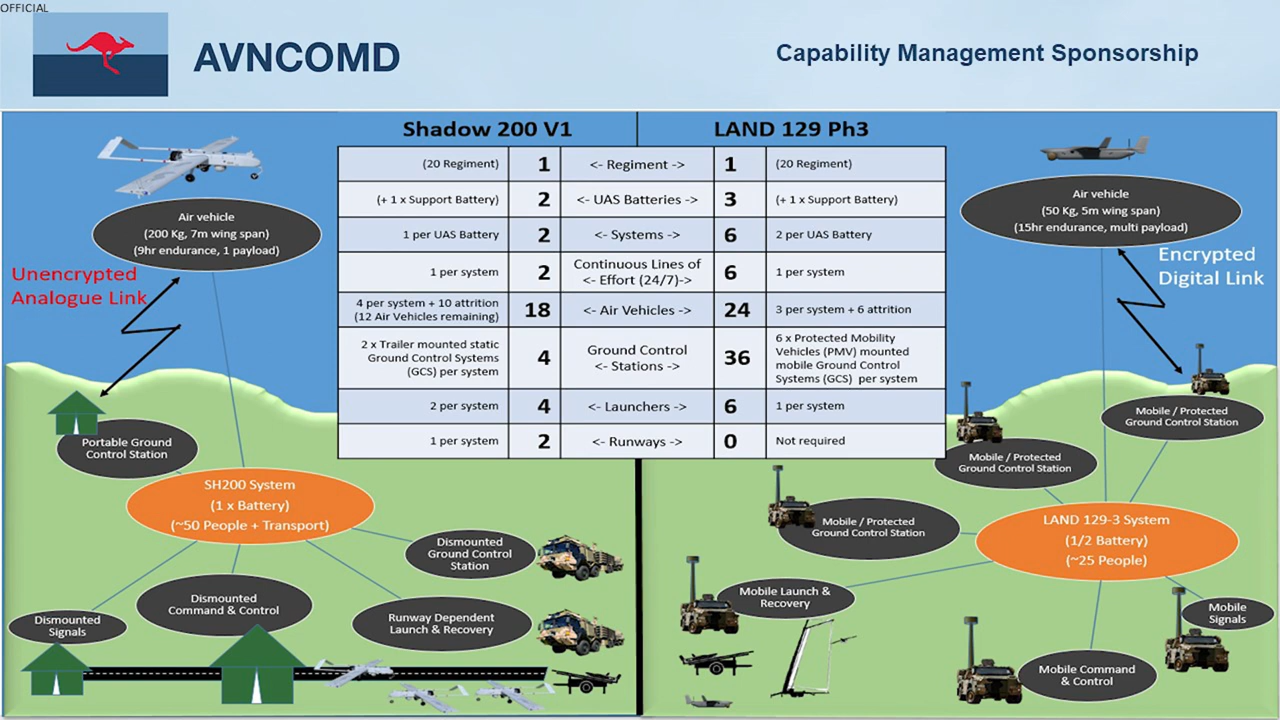 OFFICIAL
AVNCOMD
Capability Management Sponsorship
Shadow 200 V1
LAND 129 Ph3
(20 Regiment)
1
<- Regiment ->
1
(20 Regiment)
(+ 1 x Support Battery)
2
<- UAS Batteries ->
3
(+ 1 x Support Battery)
1 per UAS Battery
2
<- Systems ->
6
2 per UAS Battery
1 per system
2
Continuous Lines of
<- Effort (24/7)->
6
1 per system
4 per system + 10 attrition
(12 Air Vehicles remaining)
18
<- Air Vehicles ->
24
3 per system + 6 attrition
2 x Trailer mounted static
Ground Control Systems
(GCS) per system
4
Ground Control
<- Stations ->
36
6 x Protected Mobility
Vehicles (PMV) mounted
mobile Ground Control
Systems (GCS) per system
2 per system
4
<- Launchers ->
6
1 per system
1 per system
2
<- Runways ->
0
Not required
Air vehicle
(200 Kg, 7m wing span)
(9hr endurance, 1 payload)
Unencrypted
Analogue Link
Portable Ground
Control Station
SH200 System
(1 x Battery)
(~50 People + Transport)
Dismounted
Ground Control
Station
Dismounted
Command & Control
Dismounted
Signals
Runway Dependent
Launch & Recovery
Air vehicle
(50 Kg, 5m wing span)
(15hr endurance, multi payload)
Encrypted
Digital Link
Mobile / Protected
Ground Control Station
Mobile / Protected
Ground Control Station
Mobile / Protected
Ground Control Station
LAND 129-3 System
(1/2 Battery)
(~25 People)
Mobile Launch &
Recovery
Mobile
Signals
Mobile Command
& Control